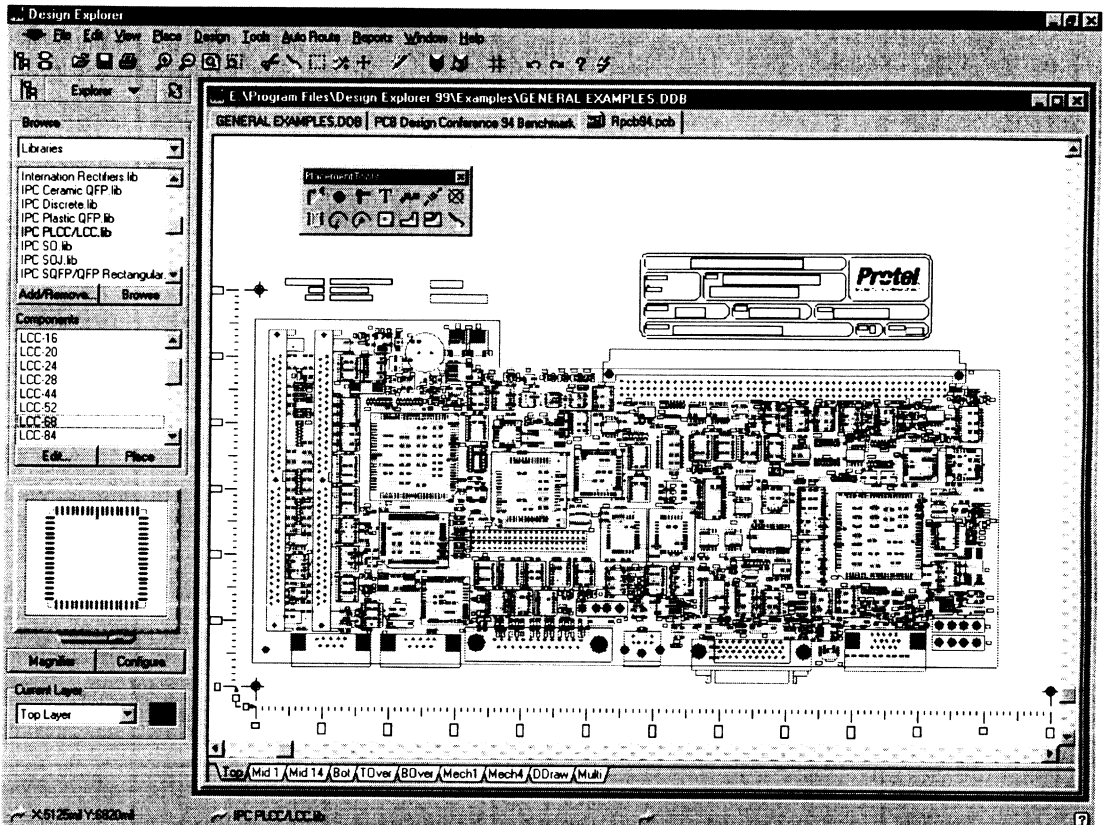 Design Explorer
File Edit View Place Design Tools Auto Route Reports Window Help
Explorer
E:\Program Files\Design Explorer 99\Examples\GENERAL EXAMPLES.DDB
GENERAL EXAMPLES.DDB PCB Design Conference 94 Benchmark Rpcb94.pcb
Browse
Libraries
Internation Rectifiers.lib
IPC Ceramic QFP.lib
IPC Discrete.lib
IPC Plastic QFP.lib
IPC PLCC/LCC.lib
IPC SO.lib
IPC SOJ.lib
IPC SQFP/QFP Rectangular.
Add/Remove... Browse
Components
LCC-16
LCC-20
LCC-24
LCC-28
LCC-44
LCC-52
LCC-68
LCC-84
Edit... Place
PlacementTools
Protel
Magnifier Configure
Current Layer
Top Layer
Top Mid 1 Mid 14 Bot TOver BOver Mech1 Mech4 DDraw Multi
X:5125mil Y:6820mil IPC PLCC/LCC.lib